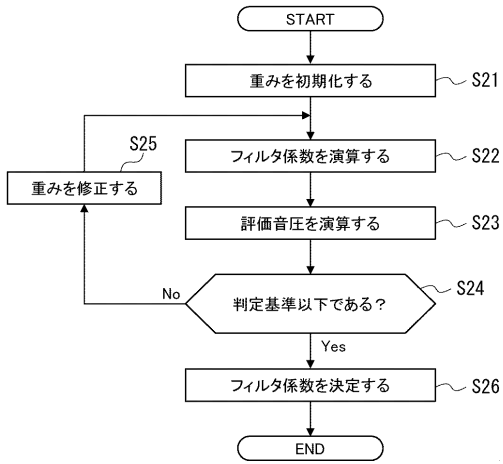 START
重みを初期化する
S21
S25
フィルタ係数を演算する
S22
重みを修正する
評価音圧を演算する
S23
S24
No
判定基準以下である？
Yes
フィルタ係数を決定する
S26
END